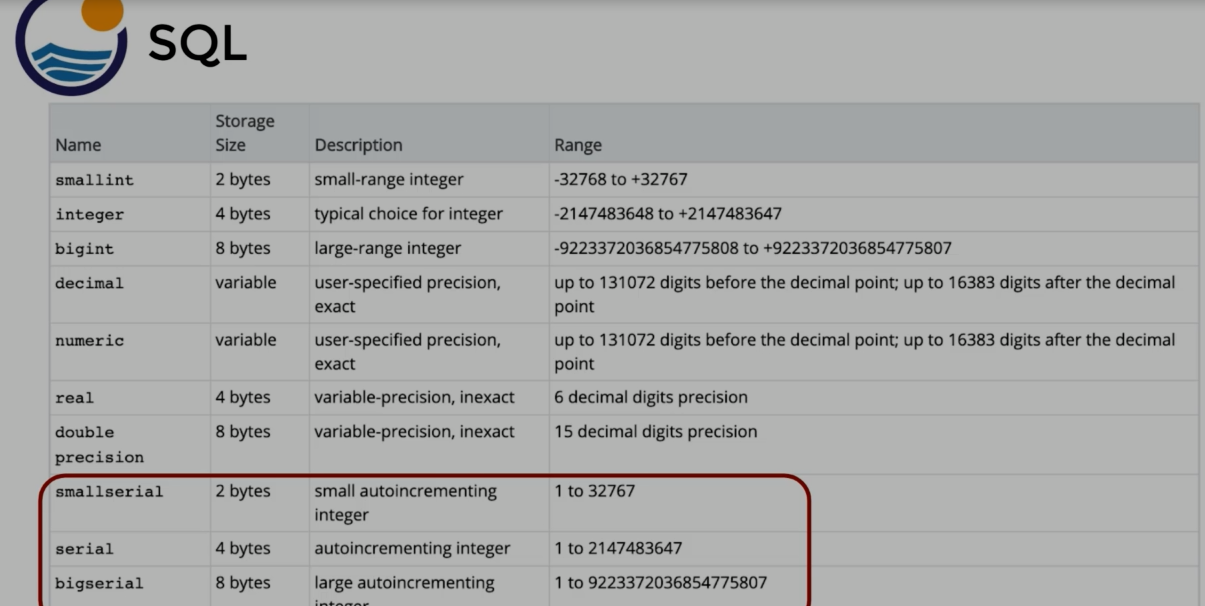 SQL
Name Storage Size Description Range
smallint 2 bytes small-range integer -32768 to +32767
integer 4 bytes typical choice for integer -2147483648 to +2147483647
bigint 8 bytes large-range integer -9223372036854775808 to +9223372036854775807
decimal variable user-specified precision, exact up to 131072 digits before the decimal point; up to 16383 digits after the decimal point
numeric variable user-specified precision, exact up to 131072 digits before the decimal point; up to 16383 digits after the decimal point
real 4 bytes variable-precision, inexact 6 decimal digits precision
double precision 8 bytes variable-precision, inexact 15 decimal digits precision
smallserial 2 bytes small autoincrementing integer 1 to 32767
serial 4 bytes autoincrementing integer 1 to 2147483647
bigserial 8 bytes large autoincrementing integer 1 to 9223372036854775807